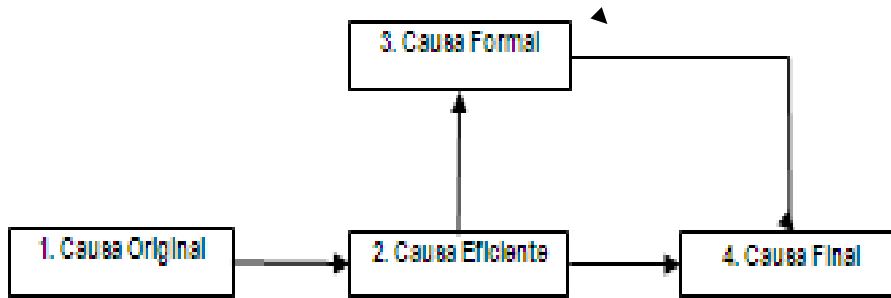 3. Causa Formal
1. Causa Original
2. Causa Eficiente
4. Causa Final